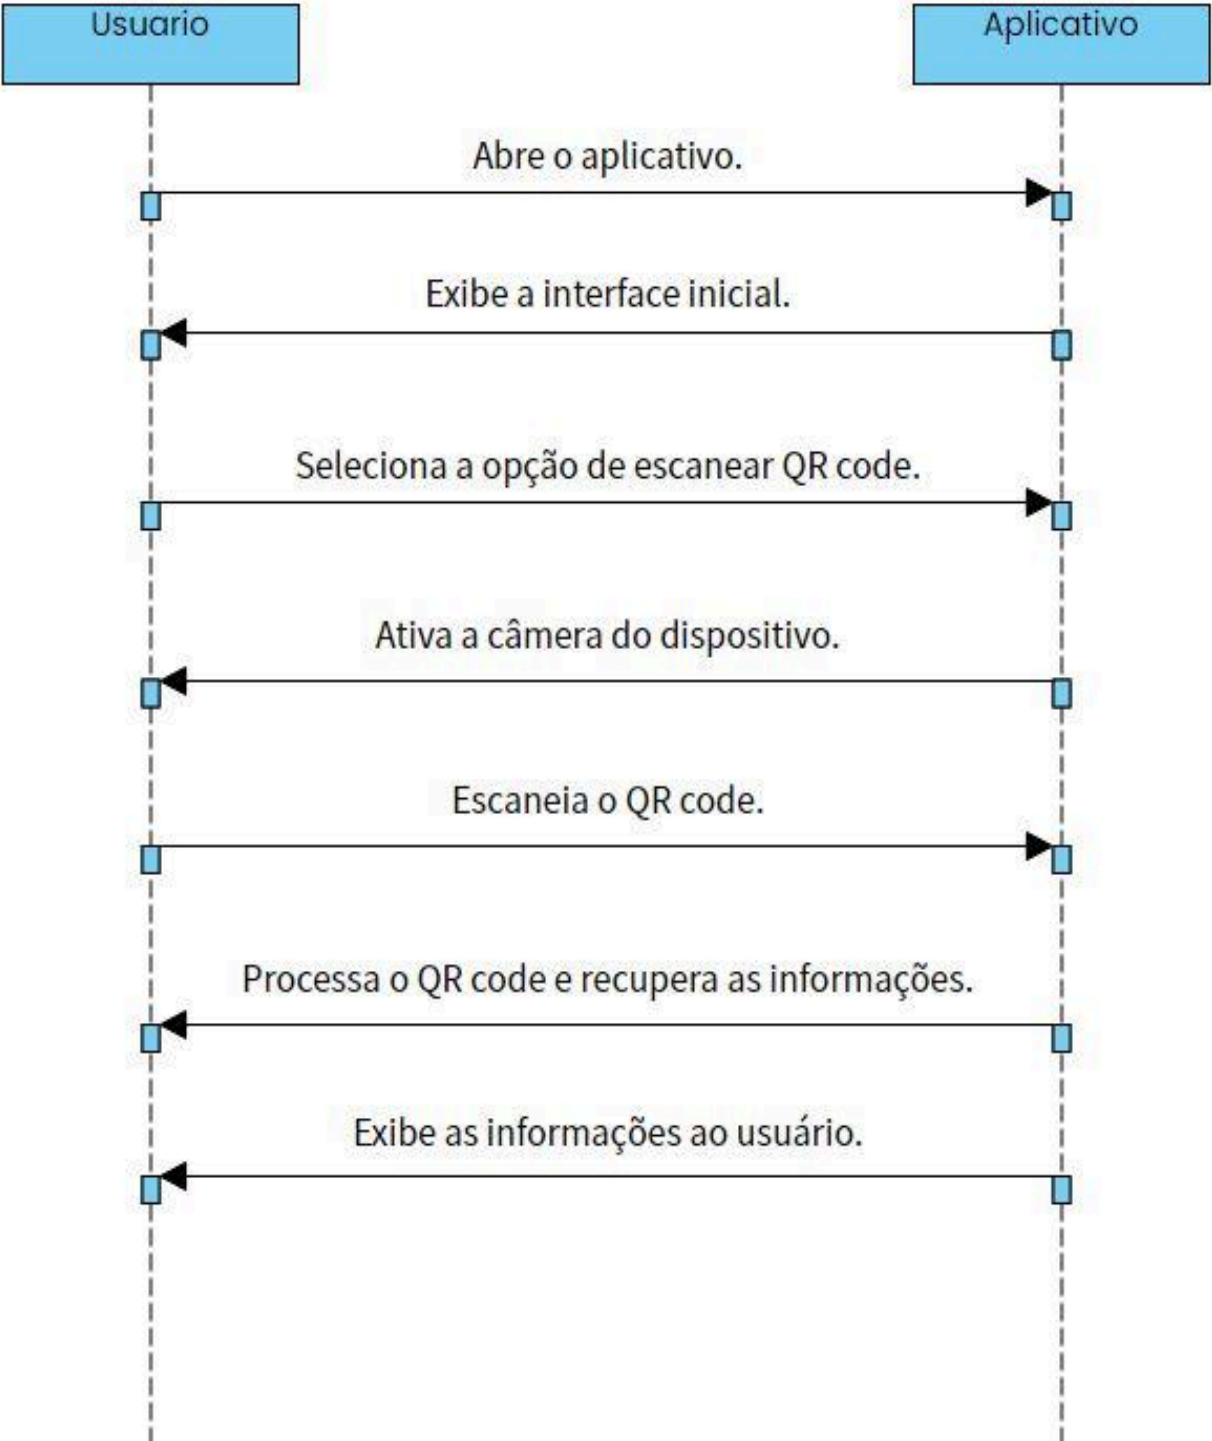 Usuario
Aplicativo
Abre o aplicativo.
Exibe a interface inicial.
Seleciona a opção de escanear QR code.
Ativa a câmera do dispositivo.
Escaneia o QR code.
Processa o QR code e recupera as informações.
Exibe as informações ao usuário.